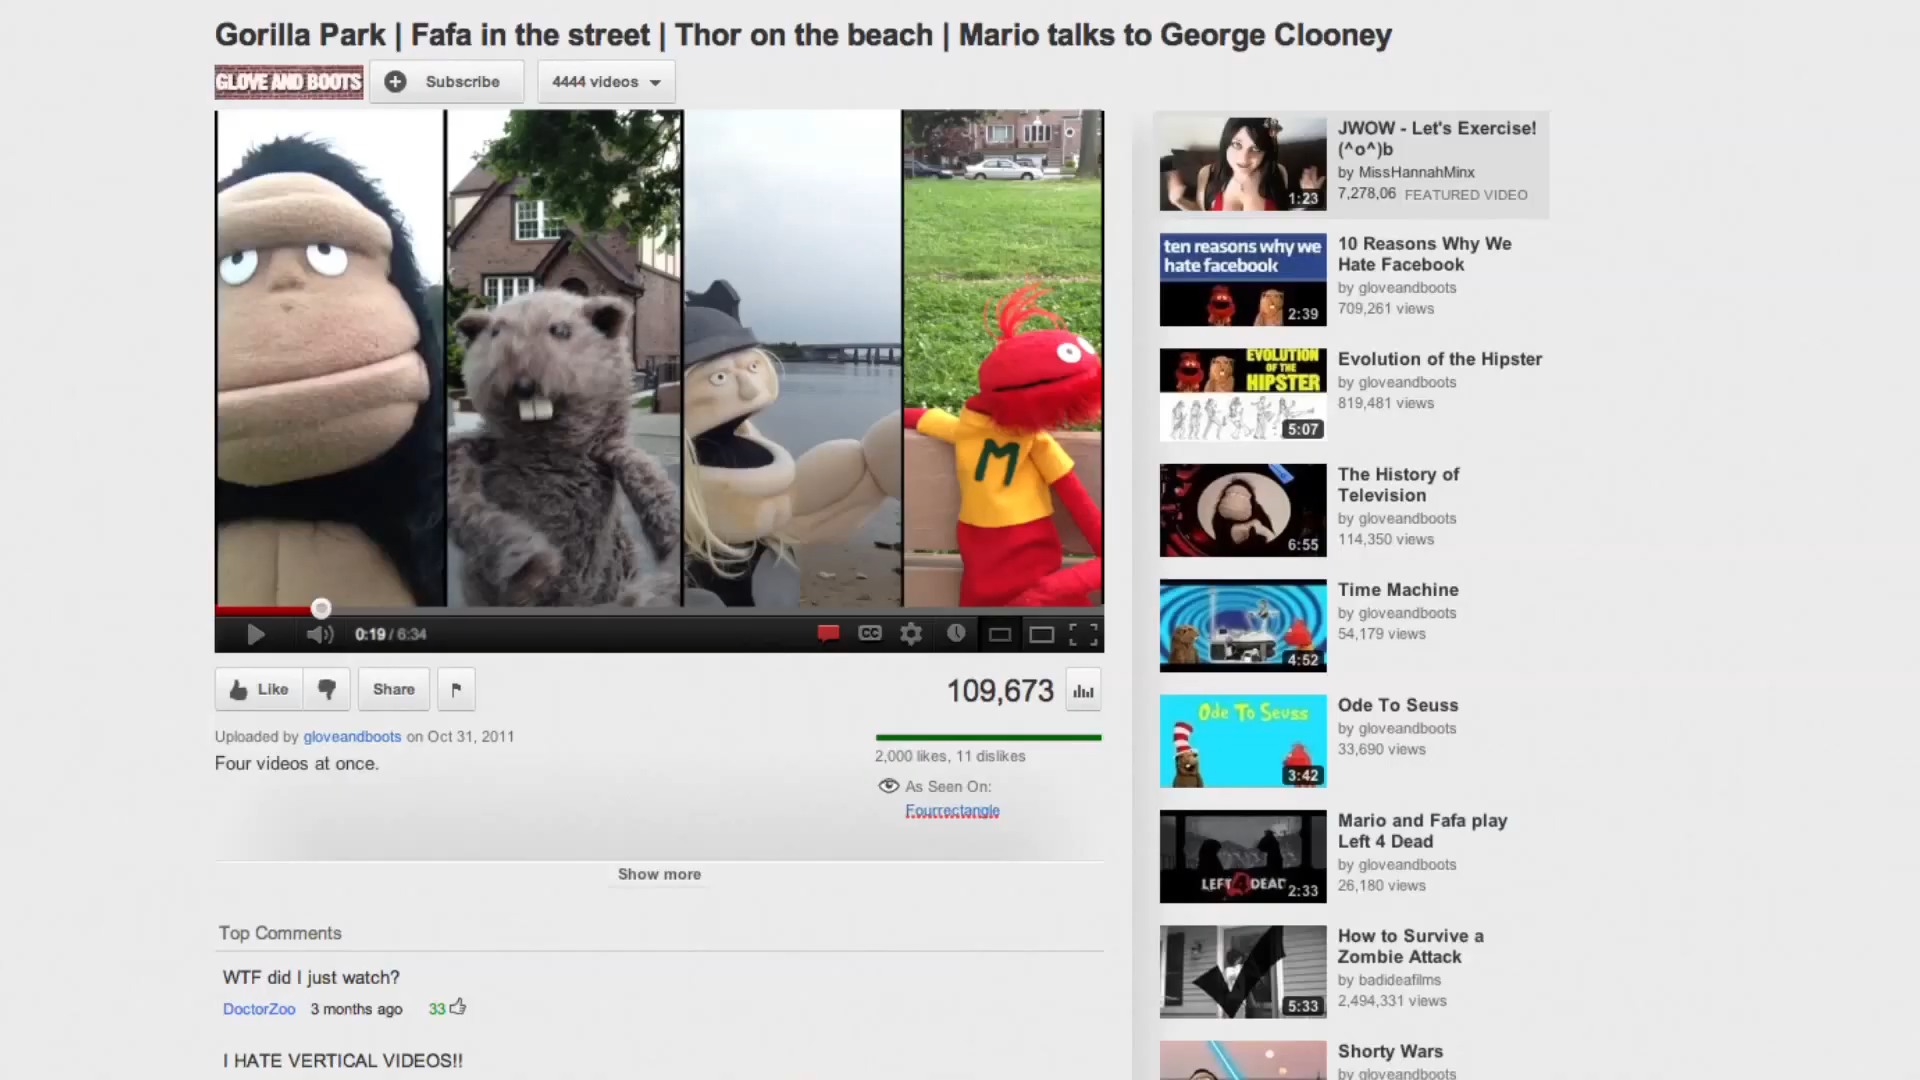 Gorilla Park | Fafa in the street | Thor on the beach | Mario talks to George Clooney
GLOVE AND BOOTS
Subscribe
4444 videos
M
0:19 / 6:34
CC
Like
Share
109,673
Uploaded by gloveandboots on Oct 31, 2011
Four videos at once.
2,000 likes, 11 dislikes
As Seen On:
Fourrectangle
Show more
Top Comments
WTF did I just watch?
DoctorZoo 3 months ago 33
I HATE VERTICAL VIDEOS!!
1:23
JWOW - Let's Exercise!
(^o^)b
by MissHannahMinx
7,278,06 FEATURED VIDEO
ten reasons why we
hate facebook
2:39
10 Reasons Why We
Hate Facebook
by gloveandboots
709,261 views
EVOLUTION
OF THE
HIPSTER
5:07
Evolution of the Hipster
by gloveandboots
819,481 views
6:55
The History of
Television
by gloveandboots
114,350 views
4:52
Time Machine
by gloveandboots
54,179 views
Ode To Seuss
3:42
Ode To Seuss
by gloveandboots
33,690 views
LEFT 4 DEAD
2:33
Mario and Fafa play
Left 4 Dead
by gloveandboots
26,180 views
5:33
How to Survive a
Zombie Attack
by badideafilms
2,494,331 views
Shorty Wars
by gloveandboots